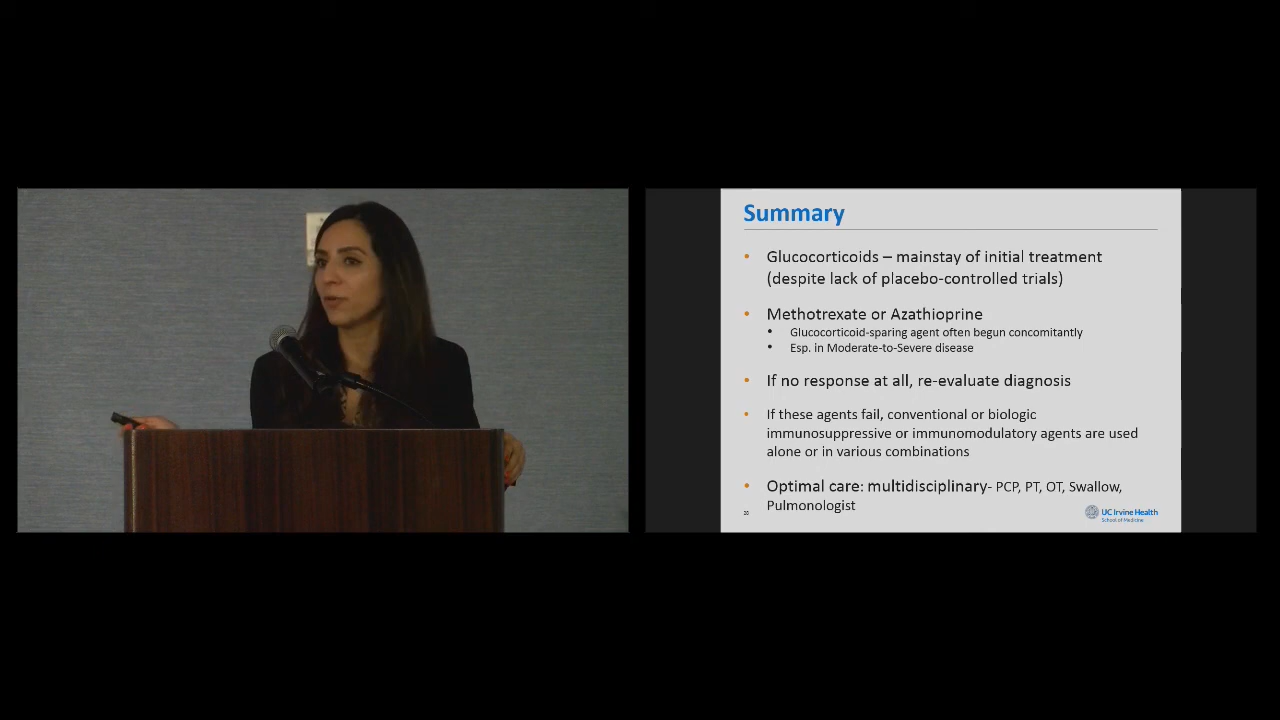 Summary
• Glucocorticoids – mainstay of initial treatment
(despite lack of placebo-controlled trials)
• Methotrexate or Azathioprine
• Glucocorticoid-sparing agent often begun concomitantly
• Esp. in Moderate-to-Severe disease
• If no response at all, re-evaluate diagnosis
• If these agents fail, conventional or biologic
immunosuppressive or immunomodulatory agents are used
alone or in various combinations
• Optimal care: multidisciplinary- PCP, PT, OT, Swallow,
Pulmonologist
UC Irvine Health
School of Medicine